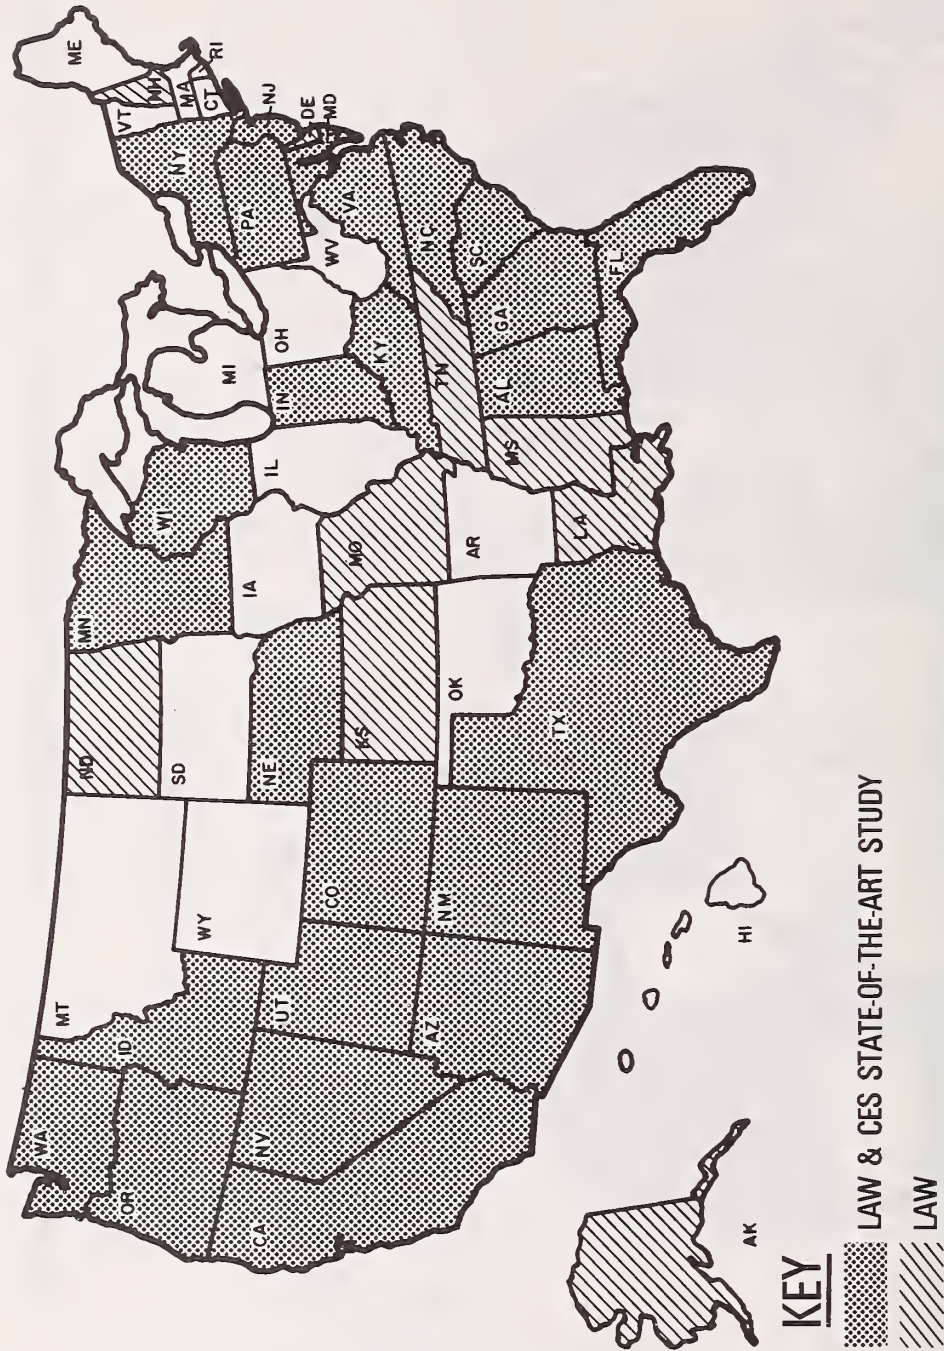 WA
OR
CA
NV
ID
MT
WY
UT
AZ
CO
NM
ND
SD
NE
KS
OK
TX
MN
IA
MO
AR
LA
WI
IL
MS
MI
IN
OH
KY
TN
AL
GA
FL
SC
NC
VA
WV
PA
NY
VT
NH
ME
MA
RI
CT
NJ
DE
MD
AK
HI
KEY
LAW & CES STATE-OF-THE-ART STUDY
LAW